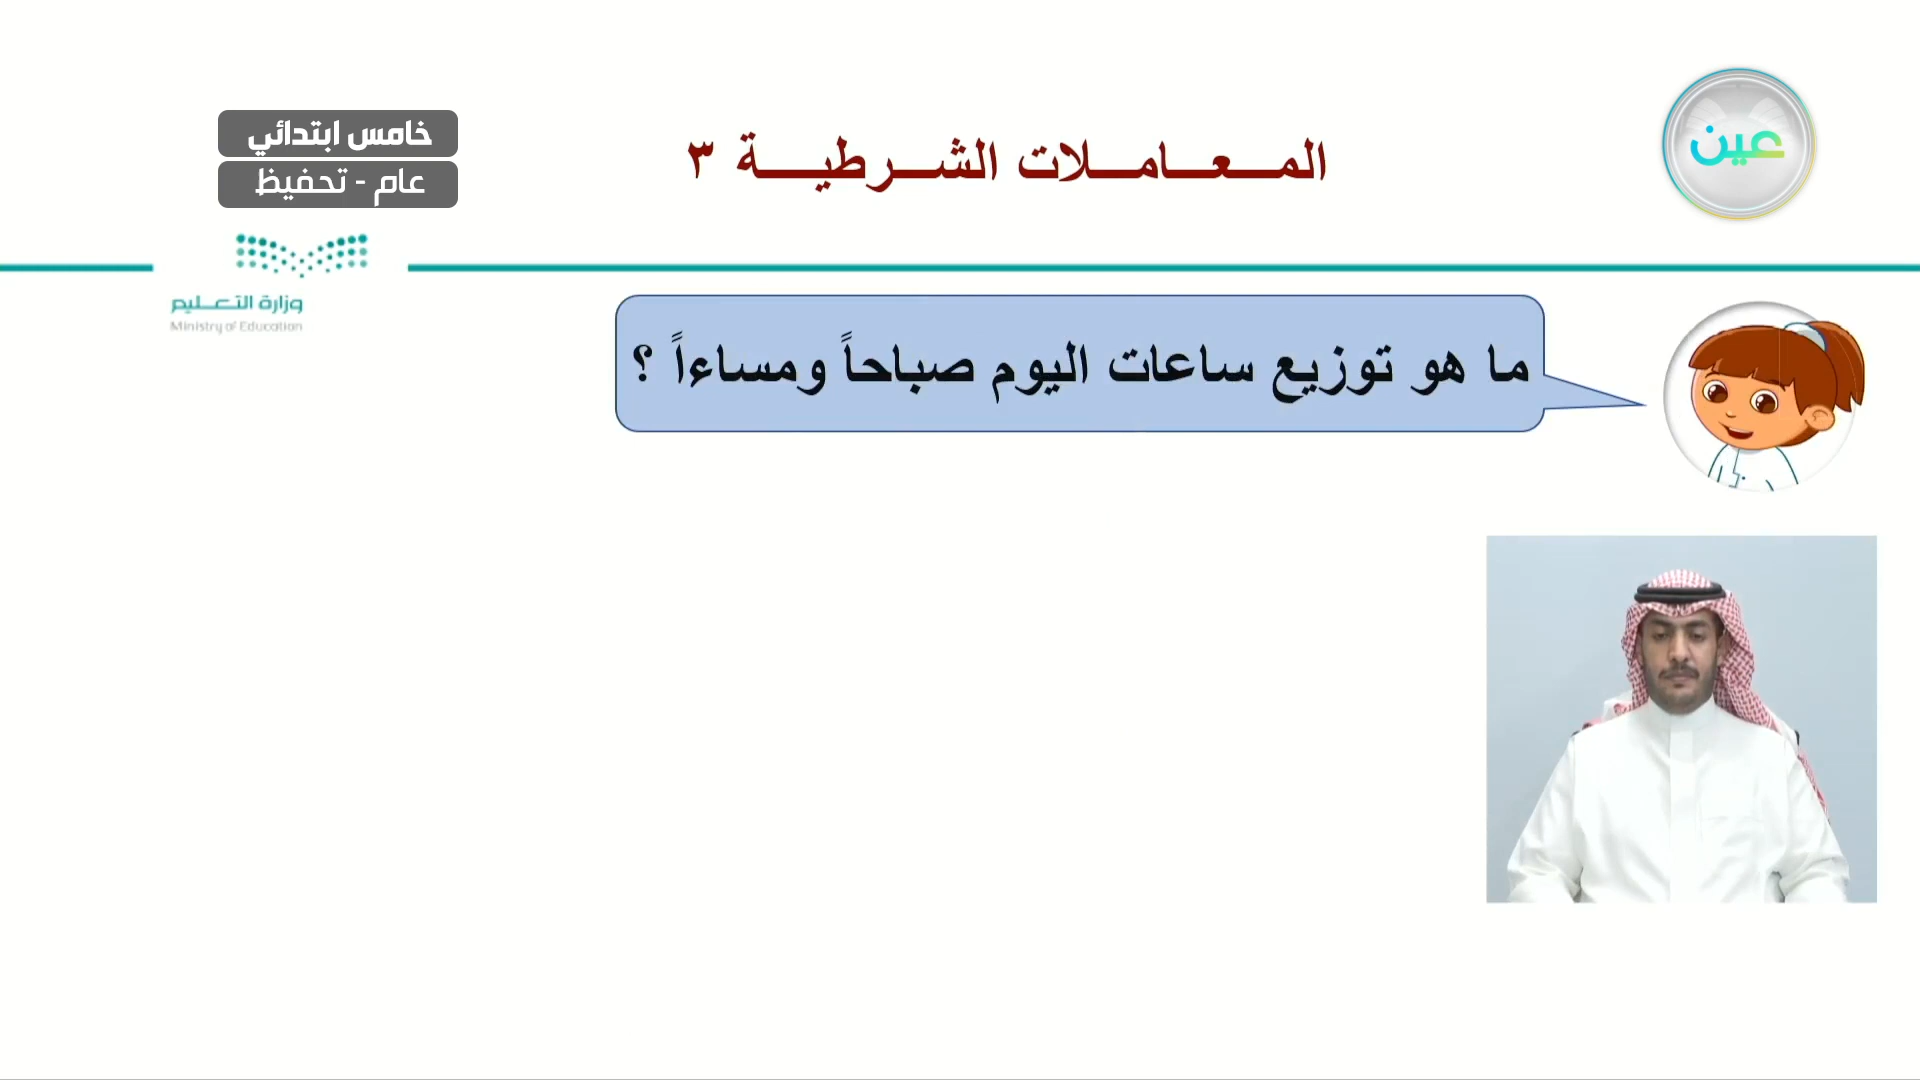 عين
المـــعـــامـــلات الشـــرطيـــة ٣
خامس ابتدائي
عام - تحفيظ
وزارة التعـليم
Ministry of Education
ما هو توزيع ساعات اليوم صباحاً ومساءاً ؟